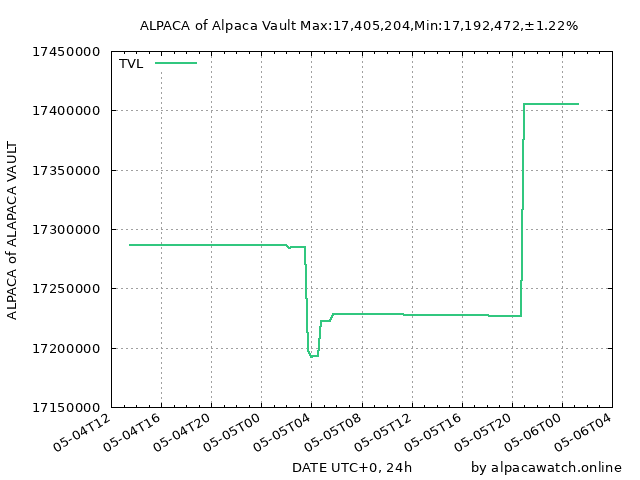 ALPACA of Alpaca Vault Max:17,405,204,Min:17,192,472,±1.22%
TVL
17450000
17400000
17350000
17300000
17250000
17200000
17150000
ALPACA of ALAPACA VAULT
05-04T12
05-04T16
05-04T20
05-05T00
05-05T04
05-05T08
05-05T12
05-05T16
05-05T20
05-06T00
05-06T04
DATE UTC+0, 24h
by alpacawatch.online